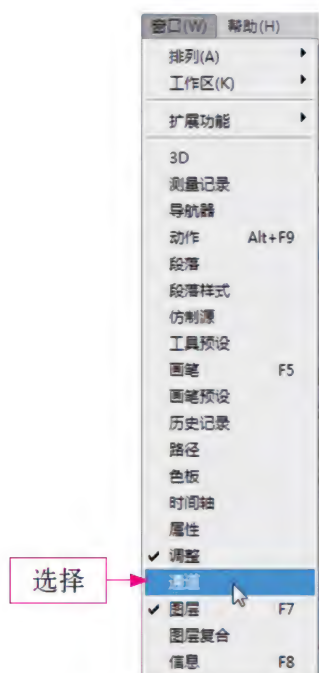 窗口(W) 帮助(H)
排列(A)
工作区(K)
扩展功能
3D
测量记录
导航器
动作 Alt+F9
段落
段落样式
仿制源
工具预设
画笔 F5
画笔预设
历史记录
路径
色板
时间轴
属性
调整
选择
通道
图层 F7
图层复合
信息 F8